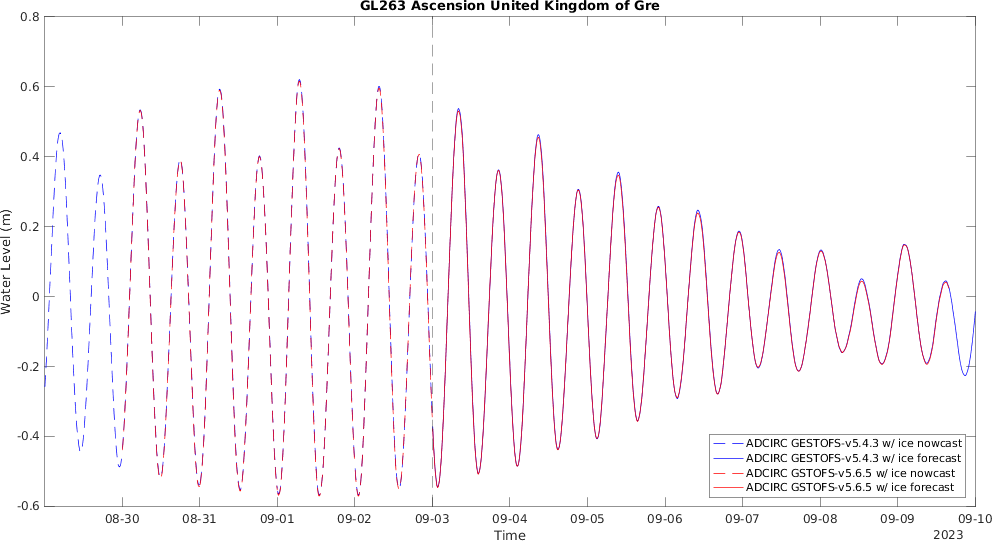 GL263 Ascension United Kingdom of Gre
0.8
0.6
0.4
0.2
0
-0.2
-0.4
-0.6
Water Level (m)
08-30 08-31 09-01 09-02 09-03 09-04 09-05 09-06 09-07 09-08 09-09 09-10
Time
2023
ADCIRC GESTOFS-v5.4.3 w/ ice nowcast
ADCIRC GESTOFS-v5.4.3 w/ ice forecast
ADCIRC GSTOFS-v5.6.5 w/ ice nowcast
ADCIRC GSTOFS-v5.6.5 w/ ice forecast